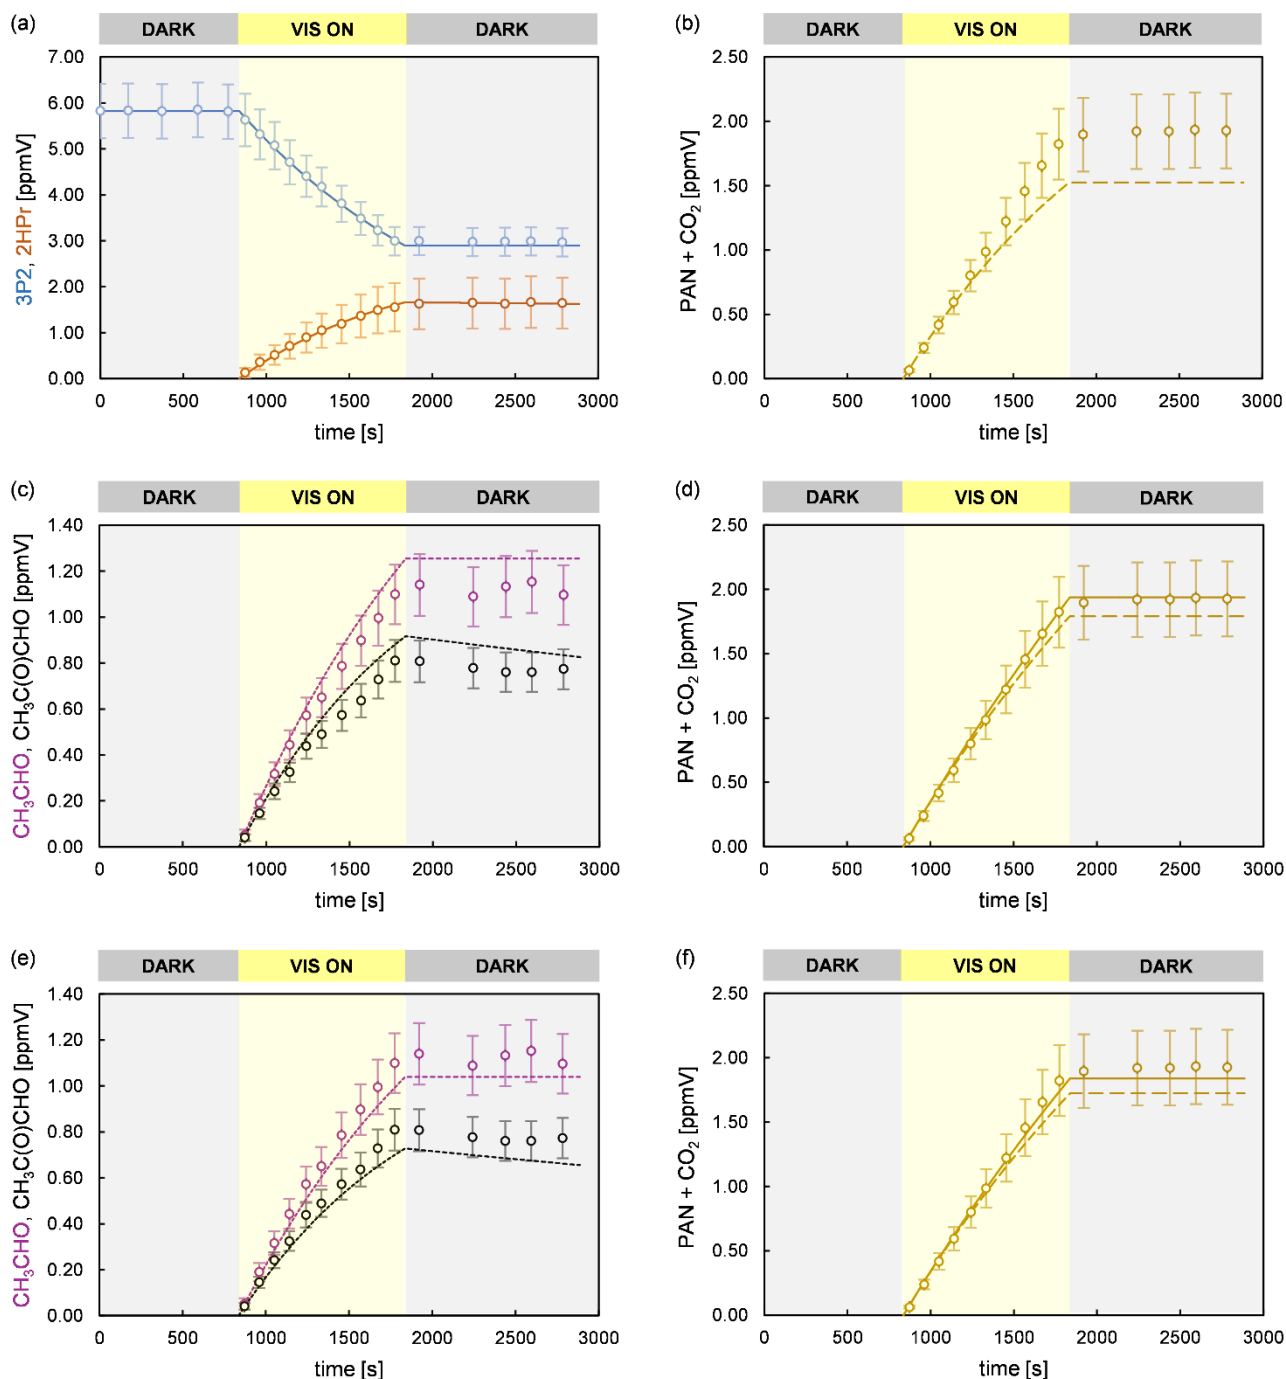 (a)
DARK VIS ON DARK
7.00
6.00
5.00
4.00
3.00
2.00
1.00
0.00
3P2, 2HPr [ppmV]
0 500 1000 1500 2000 2500 3000
time [s]
(b)
DARK VIS ON DARK
2.50
2.00
1.50
1.00
0.50
0.00
PAN + CO₂ [ppmV]
0 500 1000 1500 2000 2500 3000
time [s]
(c)
DARK VIS ON DARK
1.40
1.20
1.00
0.80
0.60
0.40
0.20
0.00
CH₃CHO, CH₃C(O)CHO [ppmV]
0 500 1000 1500 2000 2500 3000
time [s]
(d)
DARK VIS ON DARK
2.50
2.00
1.50
1.00
0.50
0.00
PAN + CO₂ [ppmV]
0 500 1000 1500 2000 2500 3000
time [s]
(e)
DARK VIS ON DARK
1.40
1.20
1.00
0.80
0.60
0.40
0.20
0.00
CH₃CHO, CH₃C(O)CHO [ppmV]
0 500 1000 1500 2000 2500 3000
time [s]
(f)
DARK VIS ON DARK
2.50
2.00
1.50
1.00
0.50
0.00
PAN + CO₂ [ppmV]
0 500 1000 1500 2000 2500 3000
time [s]